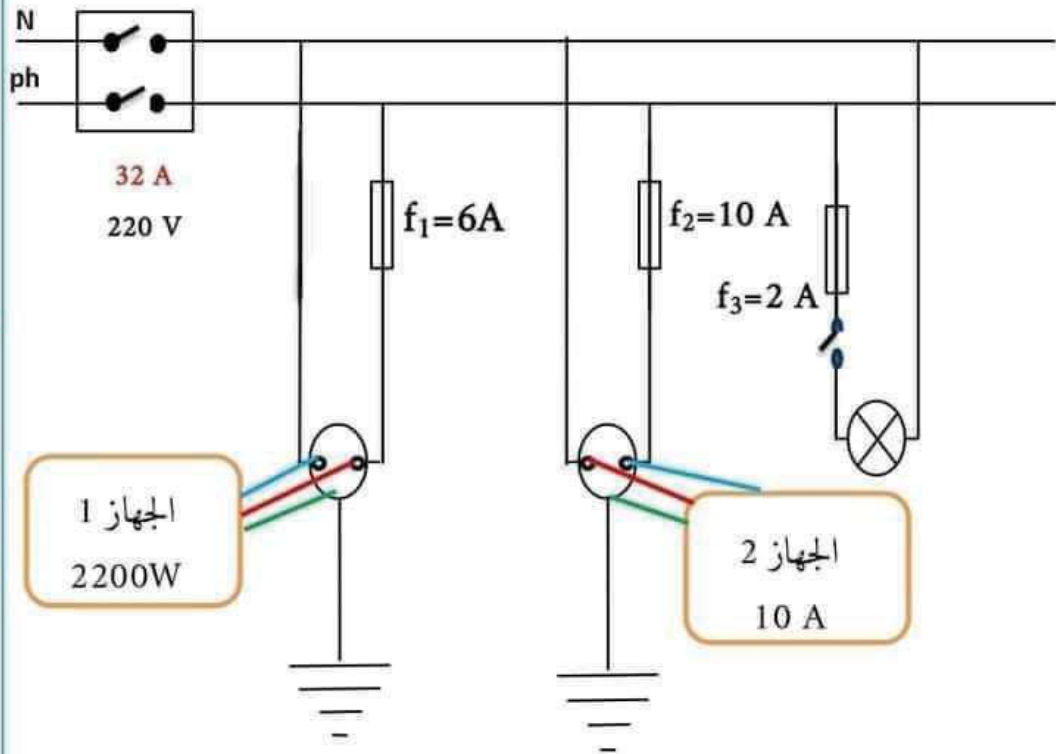 N
ph
32 A
220 V
f₁=6A
f₂=10 A
f₃=2 A
الجهاز 1
2200W
الجهاز 2
10 A